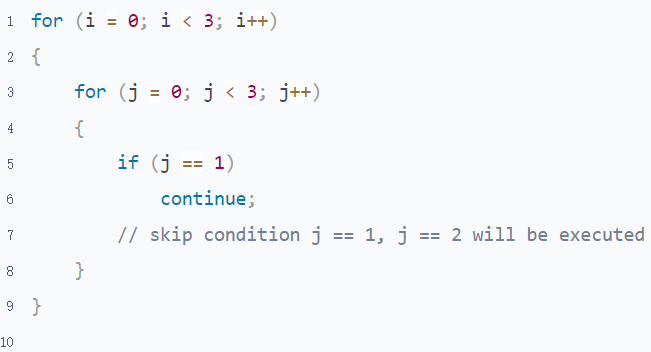 1 for (i = 0; i < 3; i++)
2 {
3     for (j = 0; j < 3; j++)
4     {
5         if (j == 1)
6             continue;
7         // skip condition j == 1, j == 2 will be executed
8     }
9 }
10